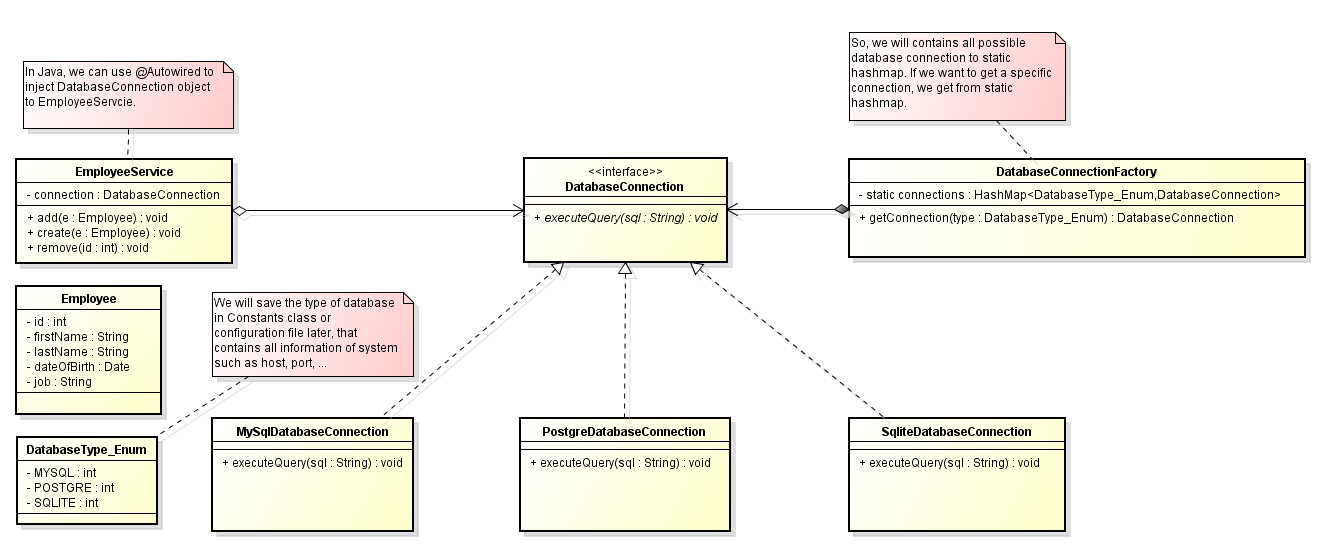 In Java, we can use @Autowired to
inject DatabaseConnection object
to EmployeeServcie.
So, we will contains all possible
database connection to static
hashmap. If we want to get a specific
connection, we get from static
hashmap.
EmployeeService
- connection : DatabaseConnection
+ add(e : Employee) : void
+ create(e : Employee) : void
+ remove(id : int) : void
<<interface>>
DatabaseConnection
+ executeQuery(sql : String) : void
DatabaseConnectionFactory
- static connections : HashMap<DatabaseType_Enum,DatabaseConnection>
+ getConnection(type : DatabaseType_Enum) : DatabaseConnection
Employee
- id : int
- firstName : String
- lastName : String
- dateOfBirth : Date
- job : String
We will save the type of database
in Constants class or
configuration file later, that
contains all information of system
such as host, port, ...
DatabaseType_Enum
- MYSQL : int
- POSTGRE : int
- SQLITE : int
MySqlDatabaseConnection
+ executeQuery(sql : String) : void
PostgreDatabaseConnection
+ executeQuery(sql : String) : void
SqliteDatabaseConnection
+ executeQuery(sql : String) : void